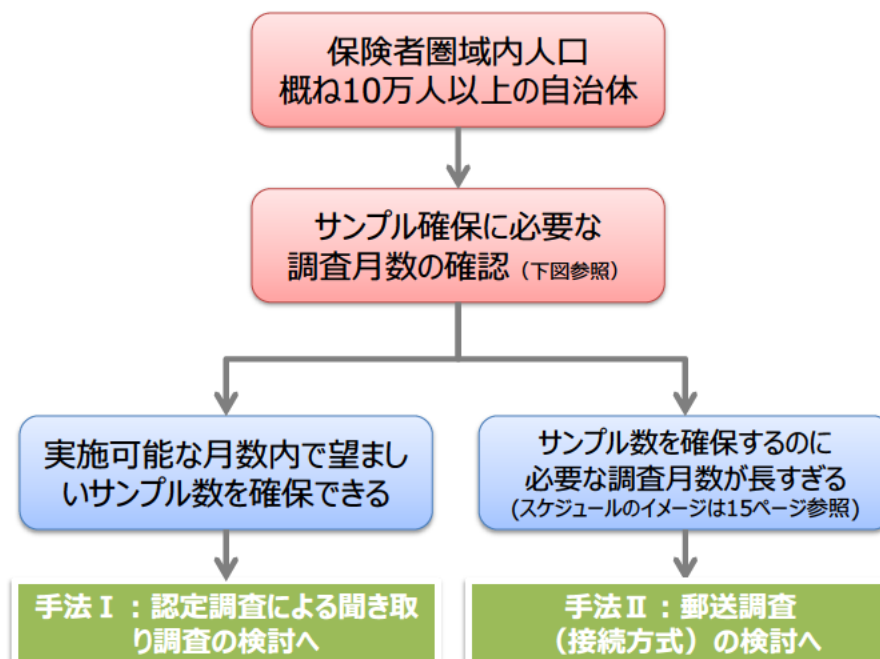 保険者圏域内人口
概ね10万人以上の自治体
サンプル確保に必要な
調査月数の確認（下図参照）
実施可能な月数内で望まし
いサンプル数を確保できる
サンプル数を確保するのに
必要な調査月数が長すぎる
(スケジュールのイメージは15ページ参照)
手法Ⅰ：認定調査による聞き取
り調査の検討へ
手法Ⅱ：郵送調査
（接続方式）の検討へ